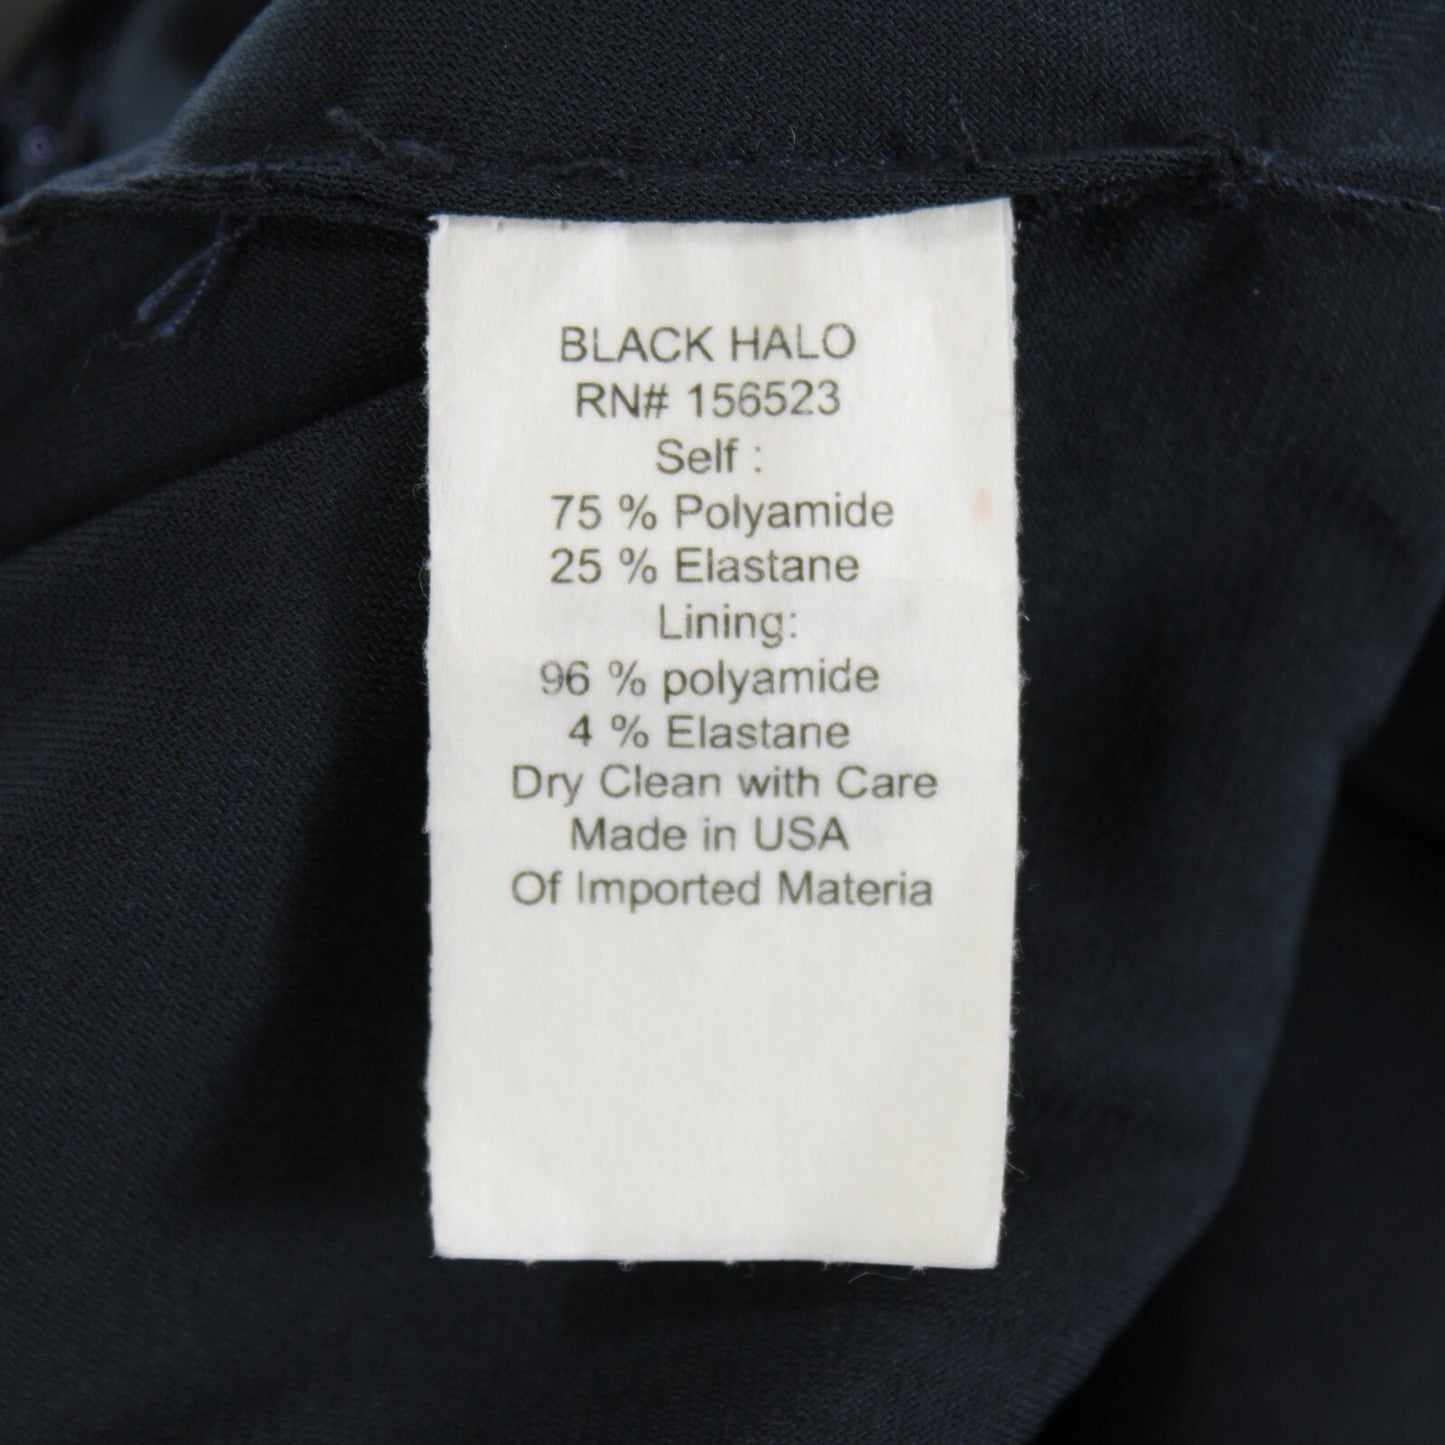 BLACK HALO
RN# 156523
Self :
75 % Polyamide
25 % Elastane
Lining:
96 % polyamide
4 % Elastane
Dry Clean with Care
Made in USA
Of Imported Materia